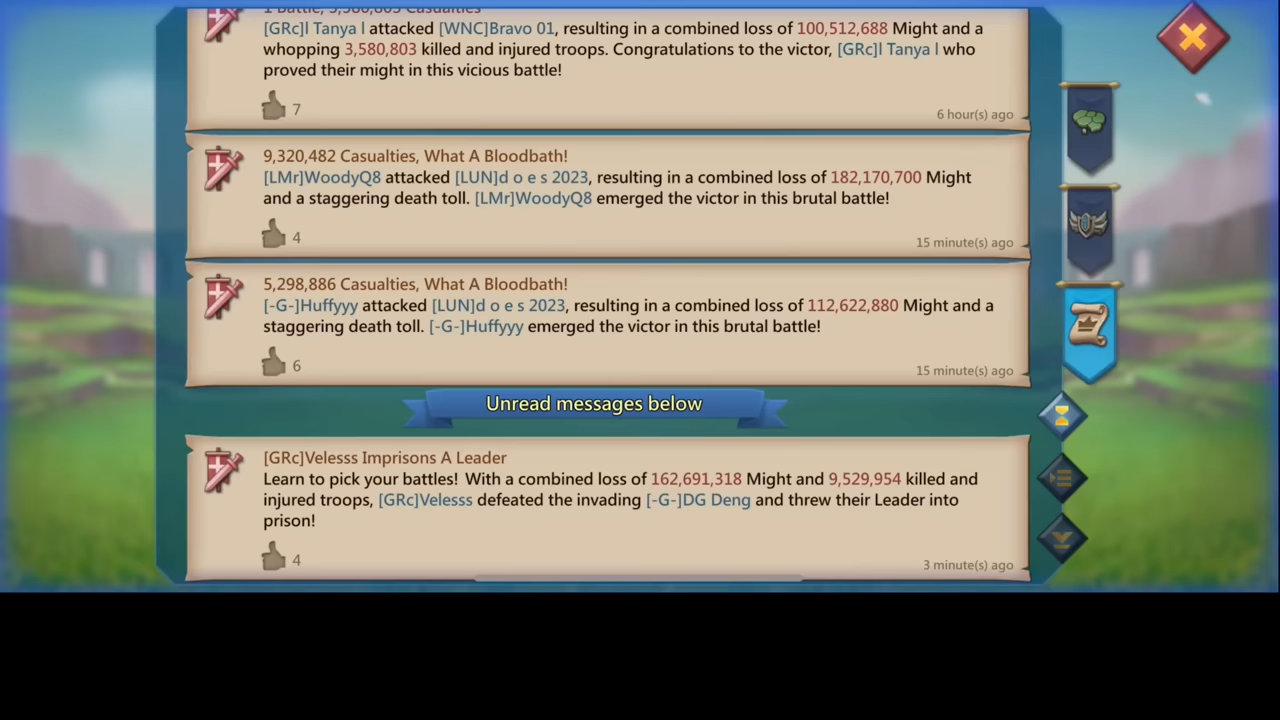 1 Battle, 3,580,803 Casualties
[GRc]l Tanya l attacked [WNC]Bravo 01, resulting in a combined loss of 100,512,688 Might and a
whopping 3,580,803 killed and injured troops. Congratulations to the victor, [GRc]l Tanya l who
proved their might in this vicious battle!
7
6 hour(s) ago
9,320,482 Casualties, What A Bloodbath!
[LMr]WoodyQ8 attacked [LUN]d o e s 2023, resulting in a combined loss of 182,170,700 Might
and a staggering death toll. [LMr]WoodyQ8 emerged the victor in this brutal battle!
4
15 minute(s) ago
5,298,886 Casualties, What A Bloodbath!
[-G-]Huffyyy attacked [LUN]d o e s 2023, resulting in a combined loss of 112,622,880 Might and a
staggering death toll. [-G-]Huffyyy emerged the victor in this brutal battle!
6
15 minute(s) ago
Unread messages below
[GRc]Velesss Imprisons A Leader
Learn to pick your battles! With a combined loss of 162,691,318 Might and 9,529,954 killed and
injured troops, [GRc]Velesss defeated the invading [-G-]DG Deng and threw their Leader into
prison!
4
3 minute(s) ago